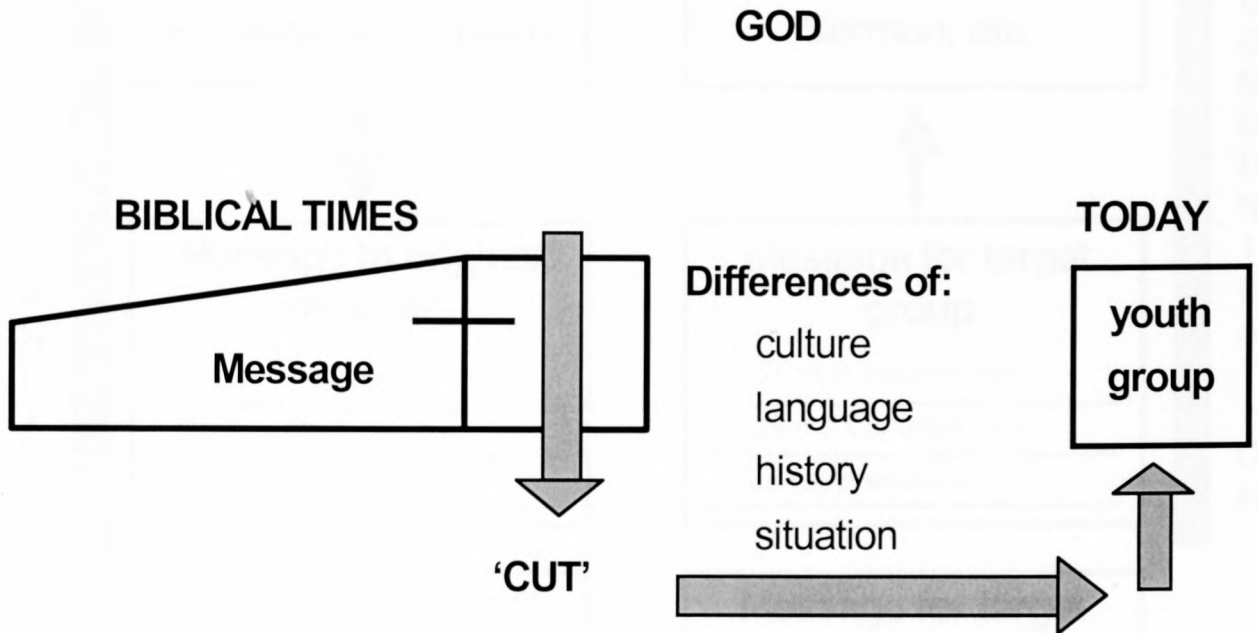 GOD
BIBLICAL TIMES
TODAY
Message
Differences of:
culture
language
history
situation
youth
group
'CUT'